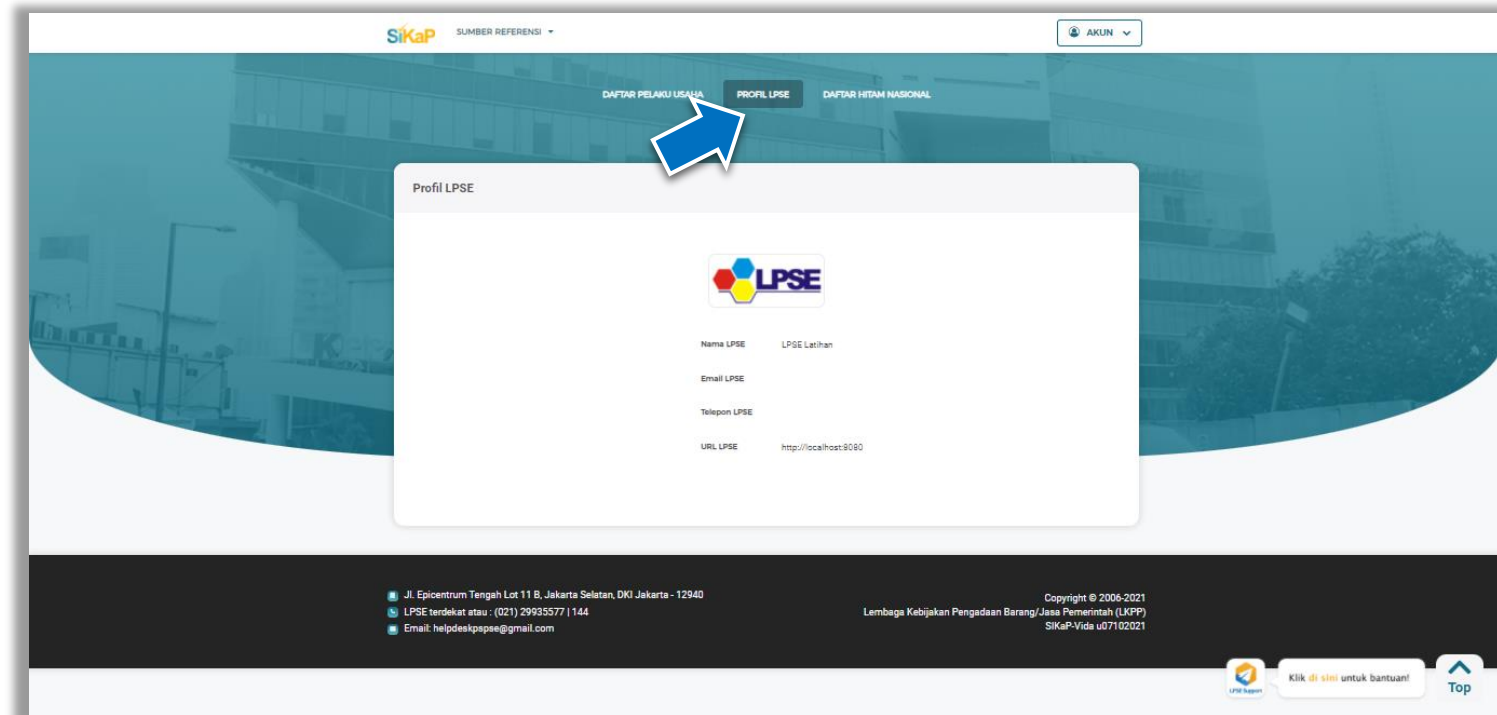 SiKaP
SUMBER REFERENSI
AKUN
DAFTAR PELAKU USAHA
PROFIL LPSE
DAFTAR HITAM NASIONAL
Profil LPSE
LPSE
Nama LPSE LPSE Latihan
Email LPSE
Telepon LPSE
URL LPSE http://localhost:8080
Jl. Epicentrum Tengah Lot 11 B, Jakarta Selatan, DKI Jakarta - 12940
LPSE terdekat atau : (021) 29935577 | 144
Email: helpdeskpspse@gmail.com
Copyright © 2006-2021
Lembaga Kebijakan Pengadaan Barang/Jasa Pemerintah (LKPP)
SIKaP-Vida u07102021
LPSE Support
Klik di sini untuk bantuan!
Top